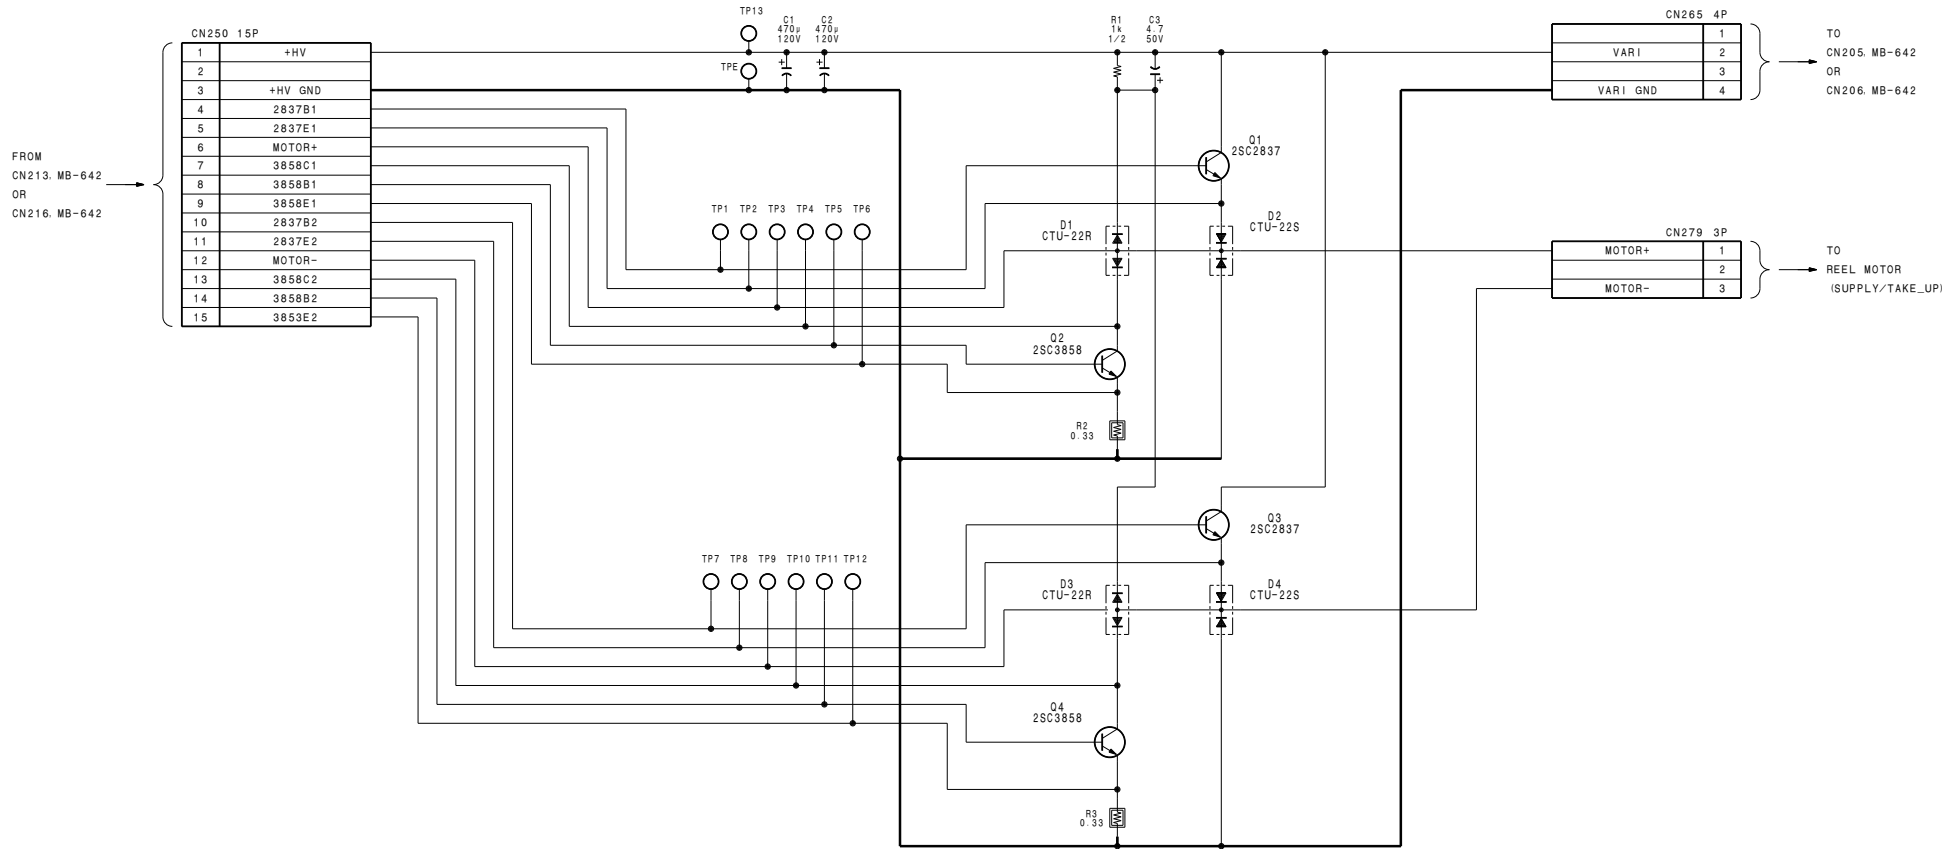 CN250 15P
1 +HV
2
3 +HV GND
4 2837B1
5 2837E1
6 MOTOR+
7 3858C1
8 3858B1
9 3858E1
10 2837B2
11 2837E2
12 MOTOR-
13 3858C2
14 3858B2
15 3853E2
FROM
CN213, MB-642
OR
CN216, MB-642
TP13
TPE
C1
470μ
120V
C2
470μ
120V
R1
1k
1/2
C3
4.7
50V
CN265 4P
1
VARI 2
3
VARI GND 4
TO
CN205, MB-642
OR
CN206, MB-642
Q1
2SC2837
TP1 TP2 TP3 TP4 TP5 TP6
D1
CTU-22R
D2
CTU-22S
CN279 3P
MOTOR+ 1
2
MOTOR- 3
TO
REEL MOTOR
(SUPPLY/TAKE_UP)
Q2
2SC3858
R2
0.33
Q3
2SC2837
TP7 TP8 TP9 TP10 TP11 TP12
D3
CTU-22R
D4
CTU-22S
Q4
2SC3858
R3
0.33